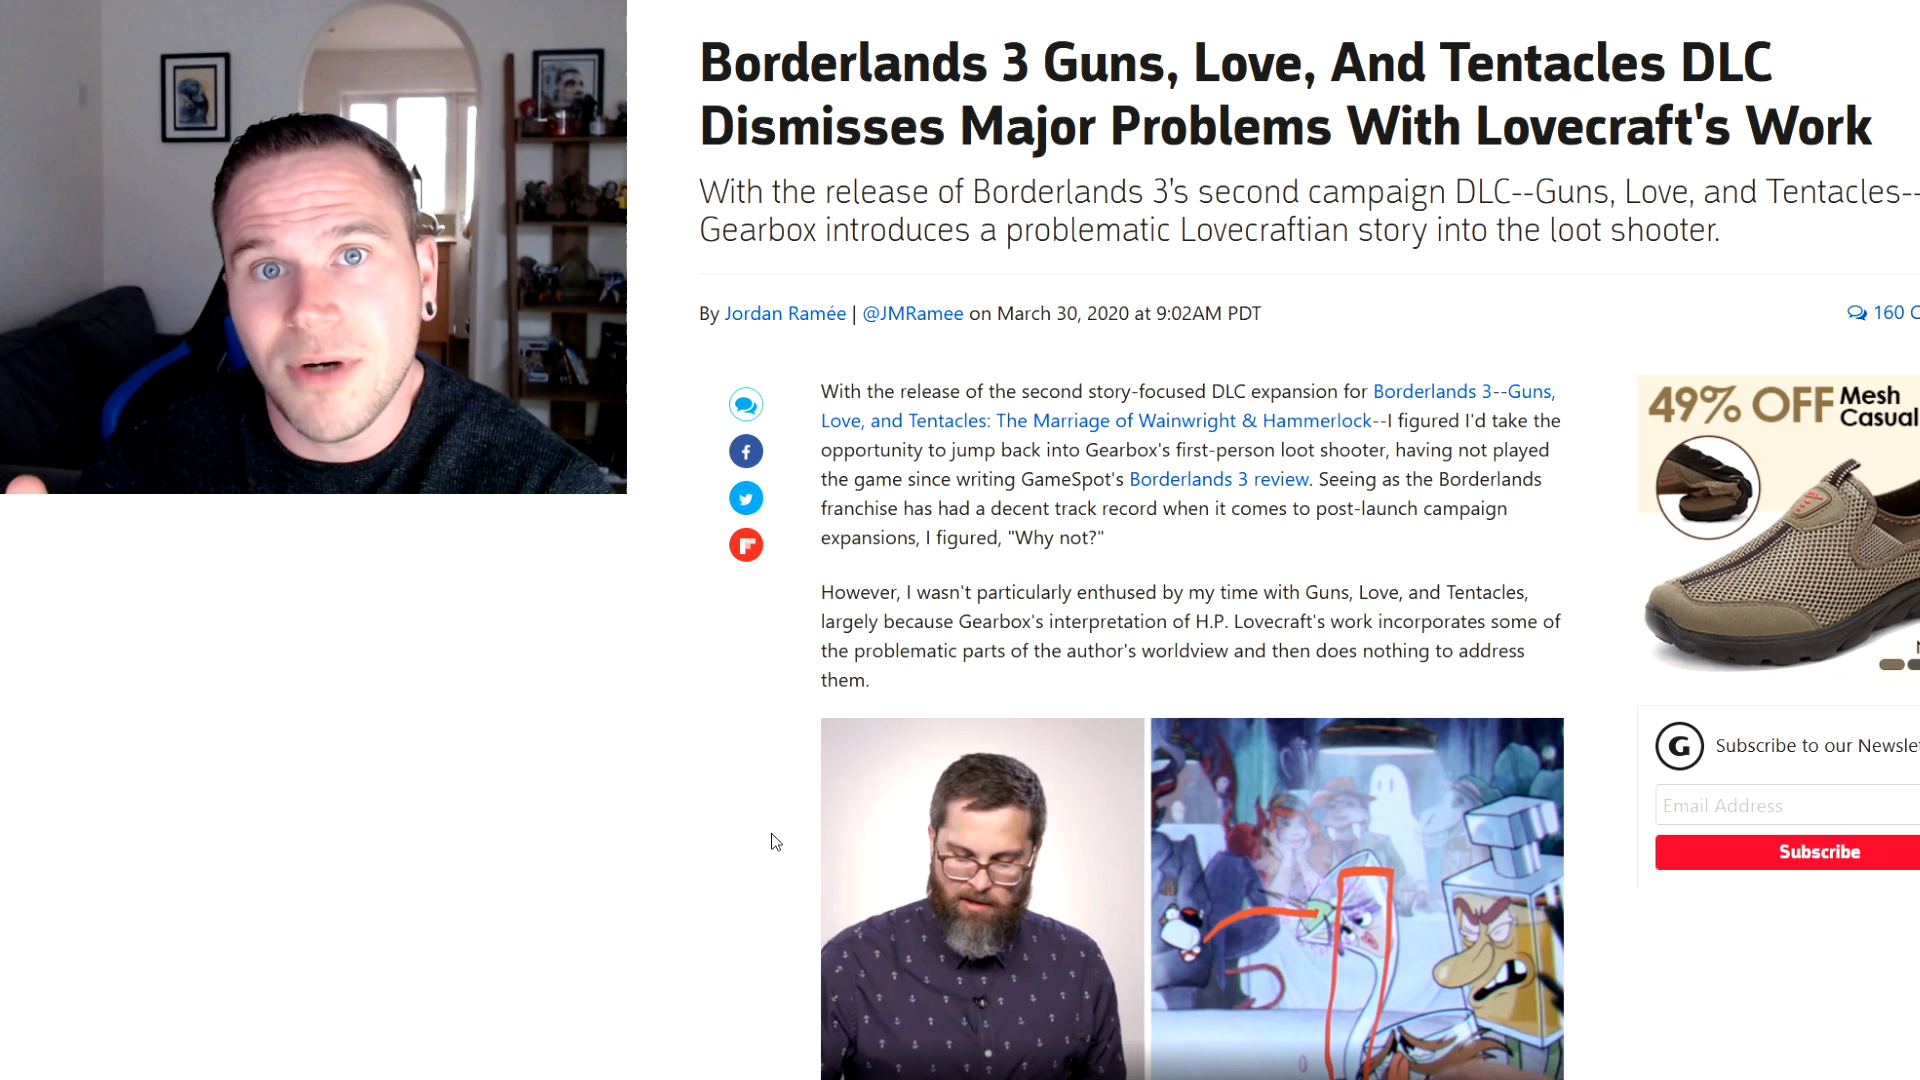 Borderlands 3 Guns, Love, And Tentacles DLC
Dismisses Major Problems With Lovecraft's Work
With the release of Borderlands 3's second campaign DLC--Guns, Love, and Tentacles--
Gearbox introduces a problematic Lovecraftian story into the loot shooter.
By Jordan Ramée | @JMRamee on March 30, 2020 at 9:02AM PDT
160
With the release of the second story-focused DLC expansion for Borderlands 3--Guns,
Love, and Tentacles: The Marriage of Wainwright & Hammerlock--I figured I'd take the
opportunity to jump back into Gearbox's first-person loot shooter, having not played
the game since writing GameSpot's Borderlands 3 review. Seeing as the Borderlands
franchise has had a decent track record when it comes to post-launch campaign
expansions, I figured, "Why not?"
However, I wasn't particularly enthused by my time with Guns, Love, and Tentacles,
largely because Gearbox's interpretation of H.P. Lovecraft's work incorporates some of
the problematic parts of the author's worldview and then does nothing to address
them.
49% OFF Mesh
Casual
G
Subscribe to our
Email Address
Subscribe